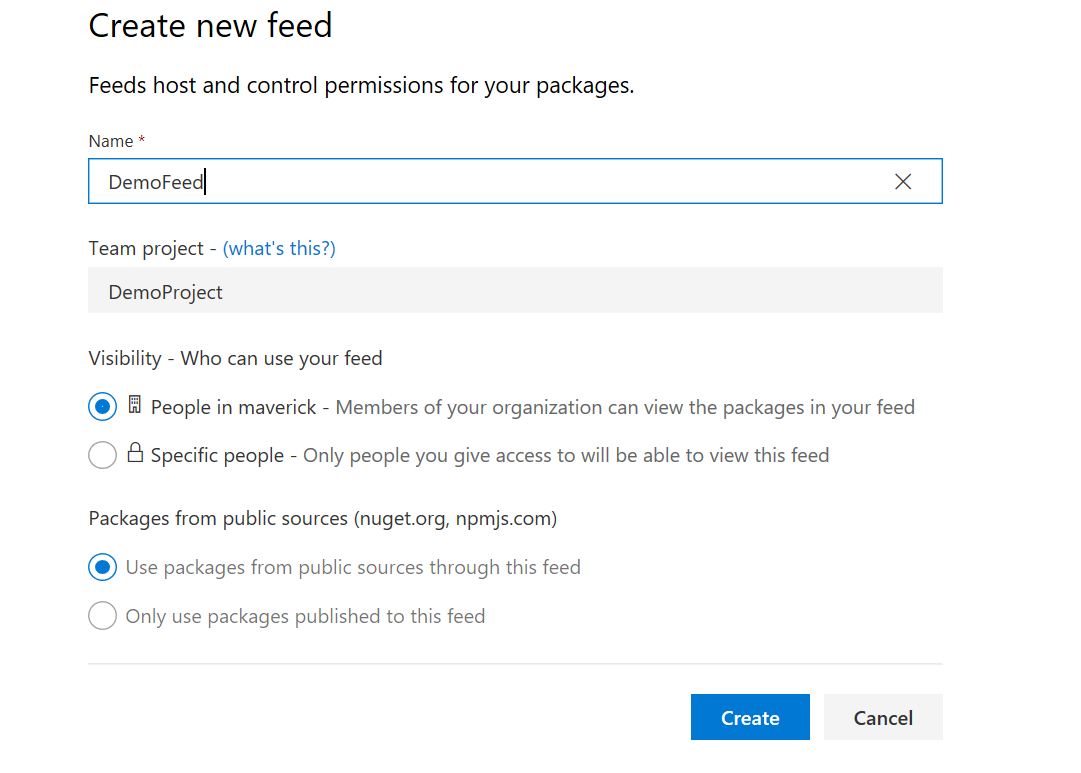 Create new feed
Feeds host and control permissions for your packages.
Name *
DemoFeed
Team project - (what's this?)
DemoProject
Visibility - Who can use your feed
People in maverick - Members of your organization can view the packages in your feed
Specific people - Only people you give access to will be able to view this feed
Packages from public sources (nuget.org, npmjs.com)
Use packages from public sources through this feed
Only use packages published to this feed
Create Cancel